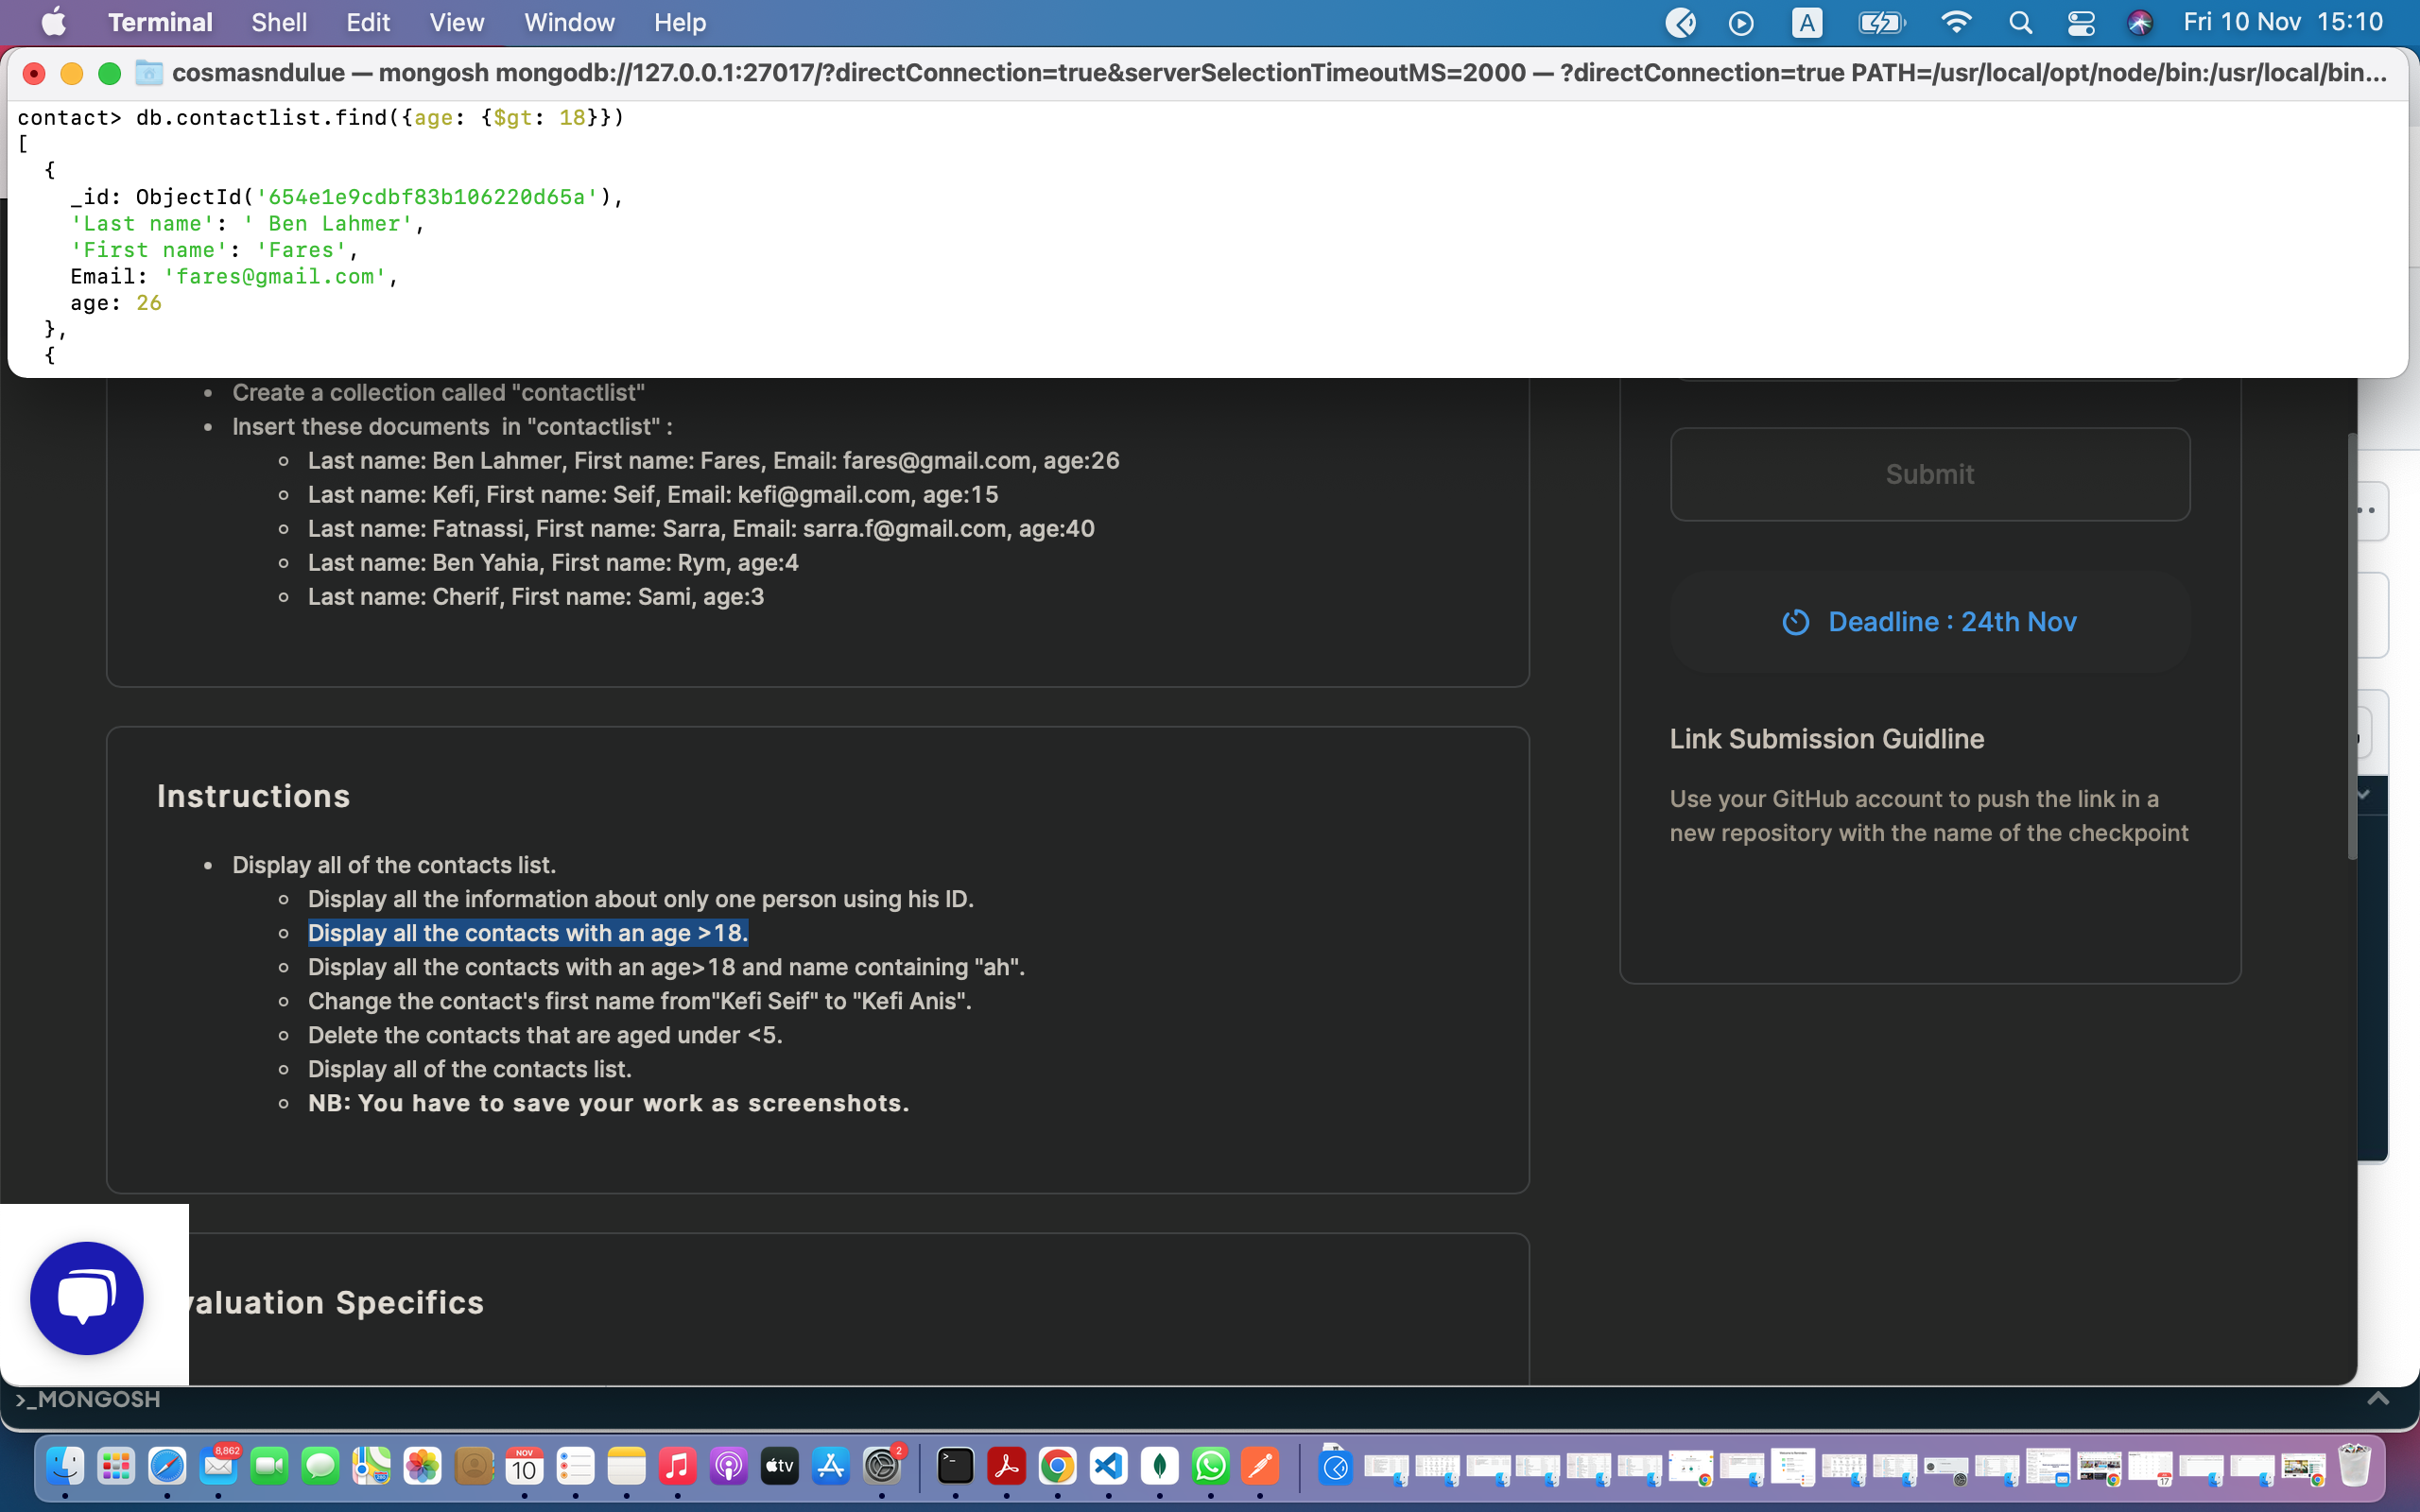 Terminal Shell Edit View Window Help A Fri 10 Nov 15:10
cosmasndulue — mongosh mongodb://127.0.0.1:27017/?directConnection=true&serverSelectionTimeoutMS=2000 — ?directConnection=true PATH=/usr/local/opt/node/bin:/usr/local/bin...
contact> db.contactlist.find({age: {$gt: 18}})
[
{
_id: ObjectId('654e1e9cdbf83b106220d65a'),
'Last name': ' Ben Lahmer',
'First name': 'Fares',
Email: 'fares@gmail.com',
age: 26
},
{
• Create a collection called "contactlist"
• Insert these documents in "contactlist" :
Last name: Ben Lahmer, First name: Fares, Email: fares@gmail.com, age:26
Last name: Kefi, First name: Seif, Email: kefi@gmail.com, age:15
Last name: Fatnassi, First name: Sarra, Email: sarra.f@gmail.com, age:40
Last name: Ben Yahia, First name: Rym, age:4
Last name: Cherif, First name: Sami, age:3
Instructions
• Display all of the contacts list.
Display all the information about only one person using his ID.
Display all the contacts with an age >18.
Display all the contacts with an age>18 and name containing "ah".
Change the contact's first name from"Kefi Seif" to "Kefi Anis".
Delete the contacts that are aged under <5.
Display all of the contacts list.
NB: You have to save your work as screenshots.
valuation Specifics
Submit
Deadline : 24th Nov
Link Submission Guidline
Use your GitHub account to push the link in a
new repository with the name of the checkpoint
>_MONGOSH
8,862
NOV
10
tv
2
17